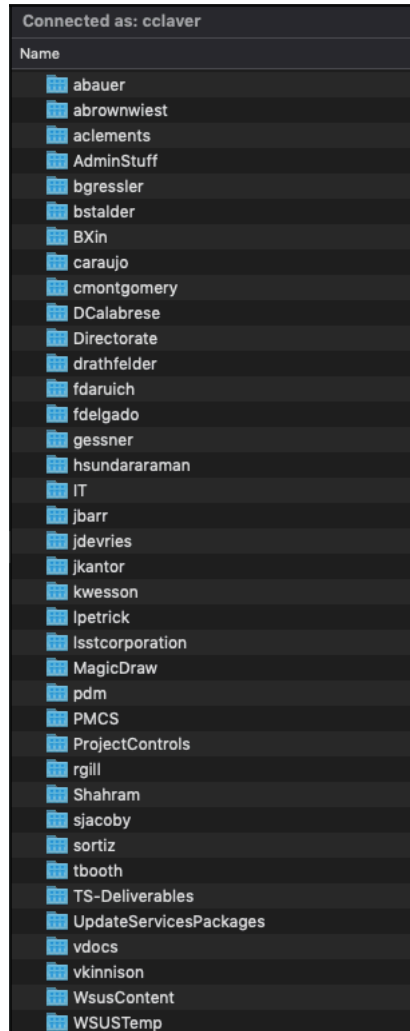 Connected as: cclaver
Name
abauer
abrownwiest
aclements
AdminStuff
bgressler
bstalder
BXin
caraujo
cmontgomery
DCalabrese
Directorate
drathfelder
fdaruich
fdelgado
gessner
hsundararaman
IT
jbarr
jdevries
jkantor
kwesson
lpetrick
lsstcorporation
MagicDraw
pdm
PMCS
ProjectControls
rgill
Shahram
sjacoby
sortiz
tbooth
TS-Deliverables
UpdateServicesPackages
vdocs
vkinnison
WsusContent
WSUSTemp